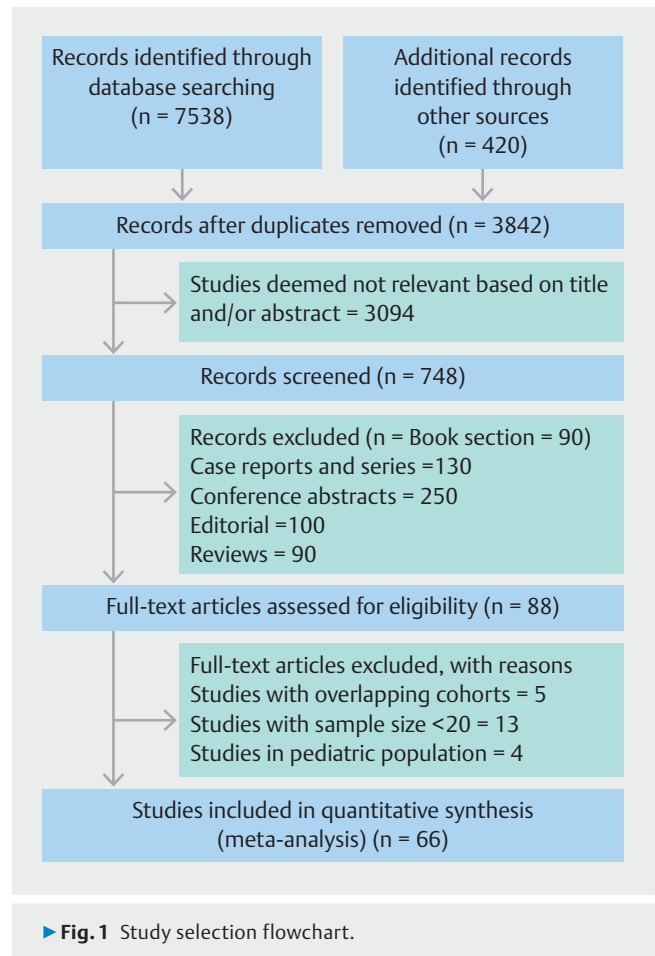 Records identified through
database searching
(n = 7538)
Additional records
identified through
other sources
(n = 420)
Records after duplicates removed (n = 3842)
Studies deemed not relevant based on title
and/or abstract = 3094
Records screened (n = 748)
Records excluded (n = Book section = 90)
Case reports and series =130
Conference abstracts = 250
Editorial =100
Reviews = 90
Full-text articles assessed for eligibility (n = 88)
Full-text articles excluded, with reasons
Studies with overlapping cohorts = 5
Studies with sample size <20 = 13
Studies in pediatric population = 4
Studies included in quantitative synthesis
(meta-analysis) (n = 66)
▶ Fig. 1 Study selection flowchart.